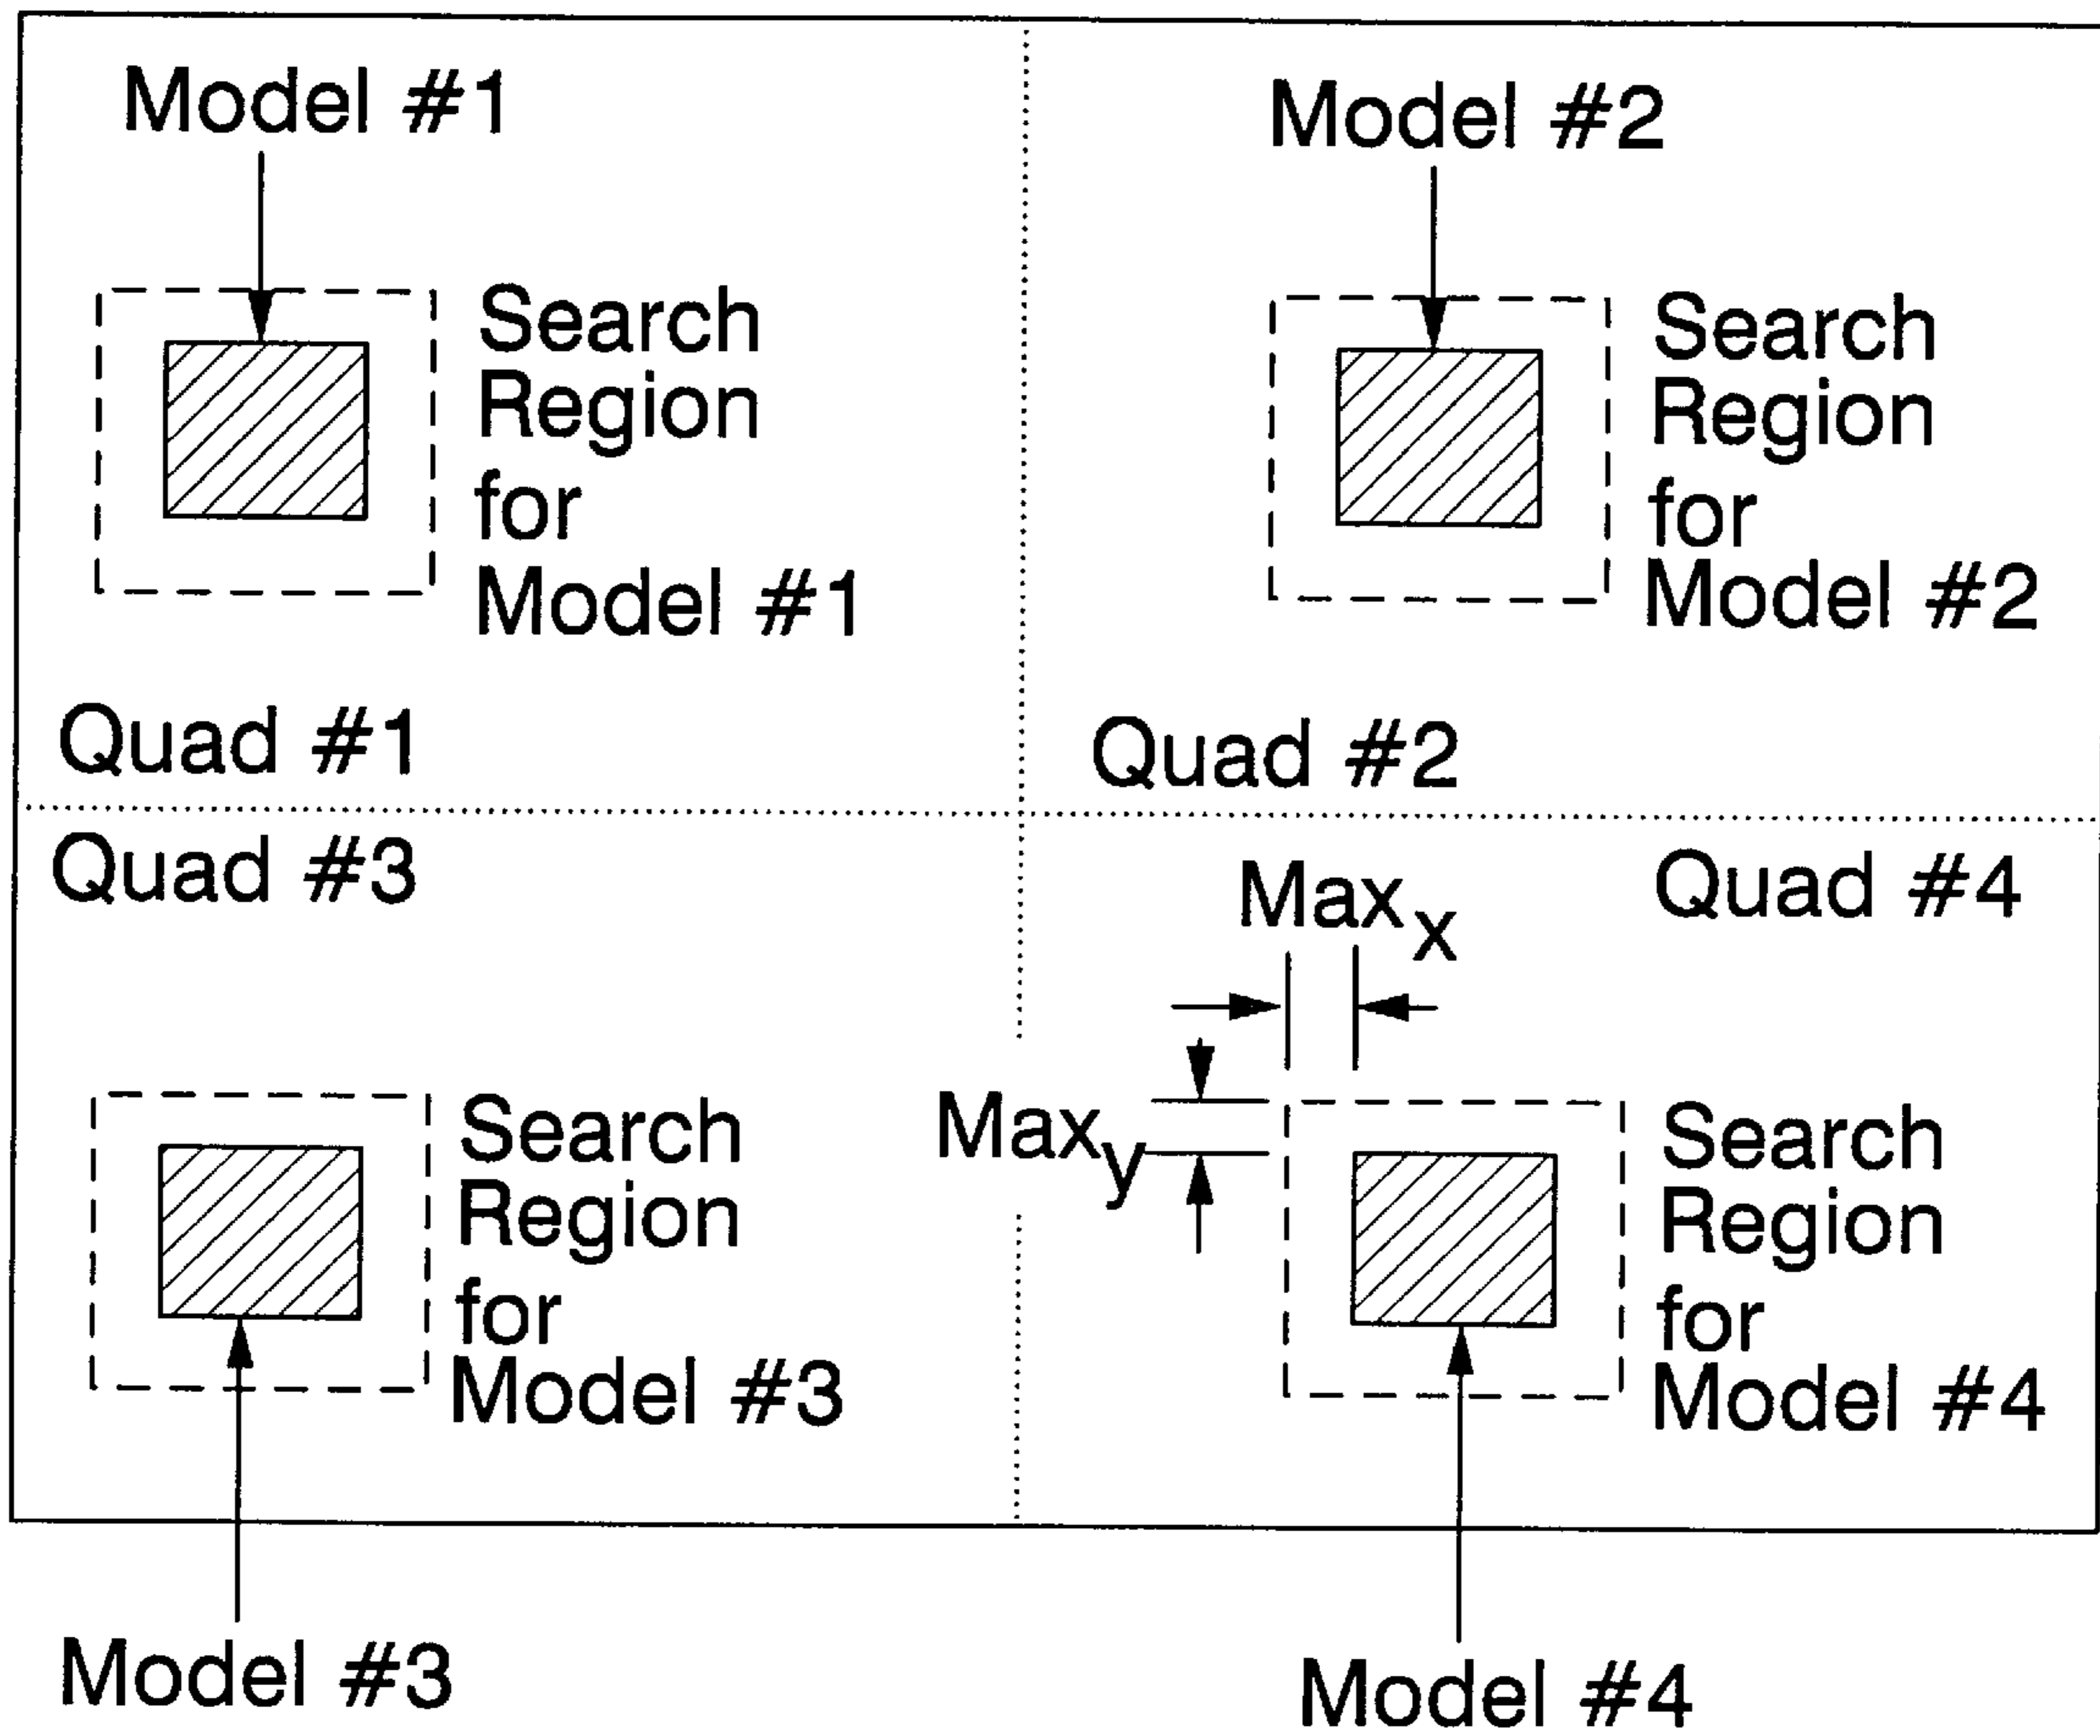 Model #1
Search
Region
for
Model #1
Quad #1
Model #2
Search
Region
for
Model #2
Quad #2
Quad #3
Search
Region
for
Model #3
Model #3
Quad #4
Max x
Max y
Search
Region
for
Model #4
Model #4